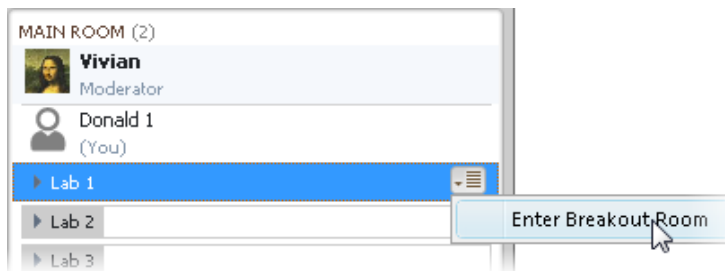 MAIN ROOM (2)
Vivian
Moderator
Donald 1
(You)
Lab 1
Lab 2
Enter Breakout Room
Lab 3